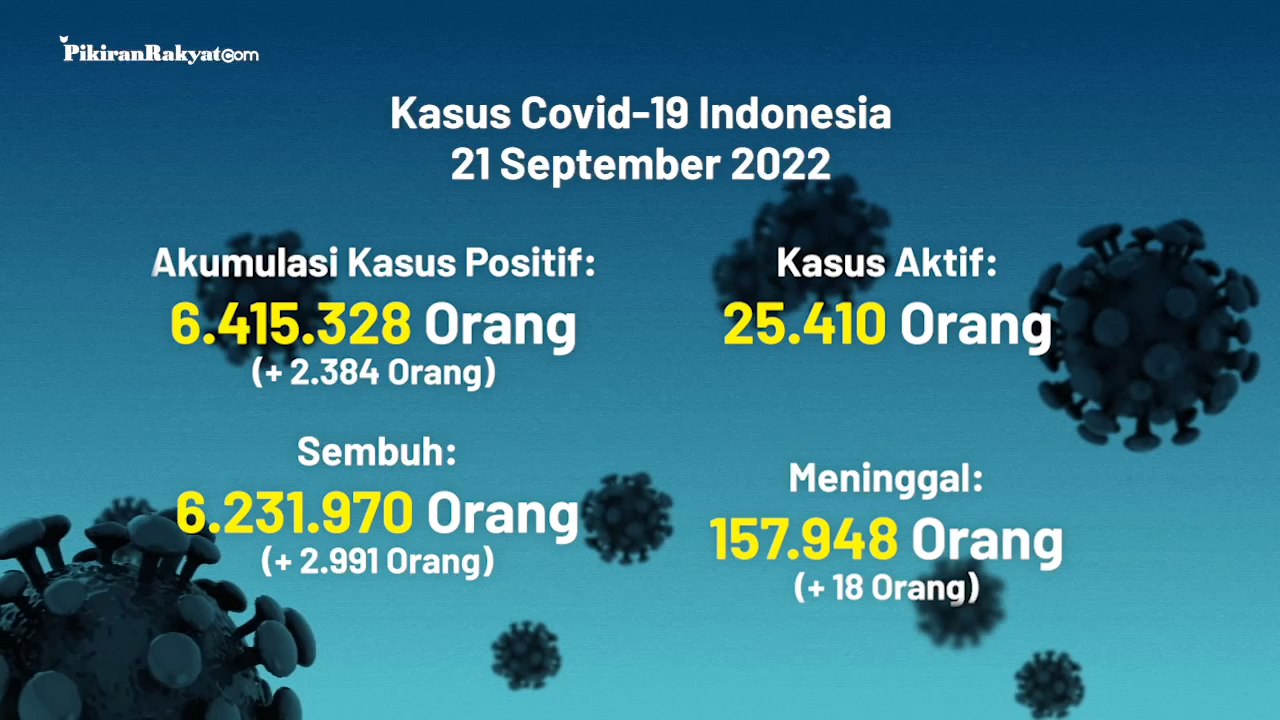 PikiranRakyat.com
Kasus Covid-19 Indonesia
21 September 2022
Akumulasi Kasus Positif:
6.415.328 Orang
(+ 2.384 Orang)
Kasus Aktif:
25.410 Orang
Sembuh:
6.231.970 Orang
(+ 2.991 Orang)
Meninggal:
157.948 Orang
(+ 18 Orang)